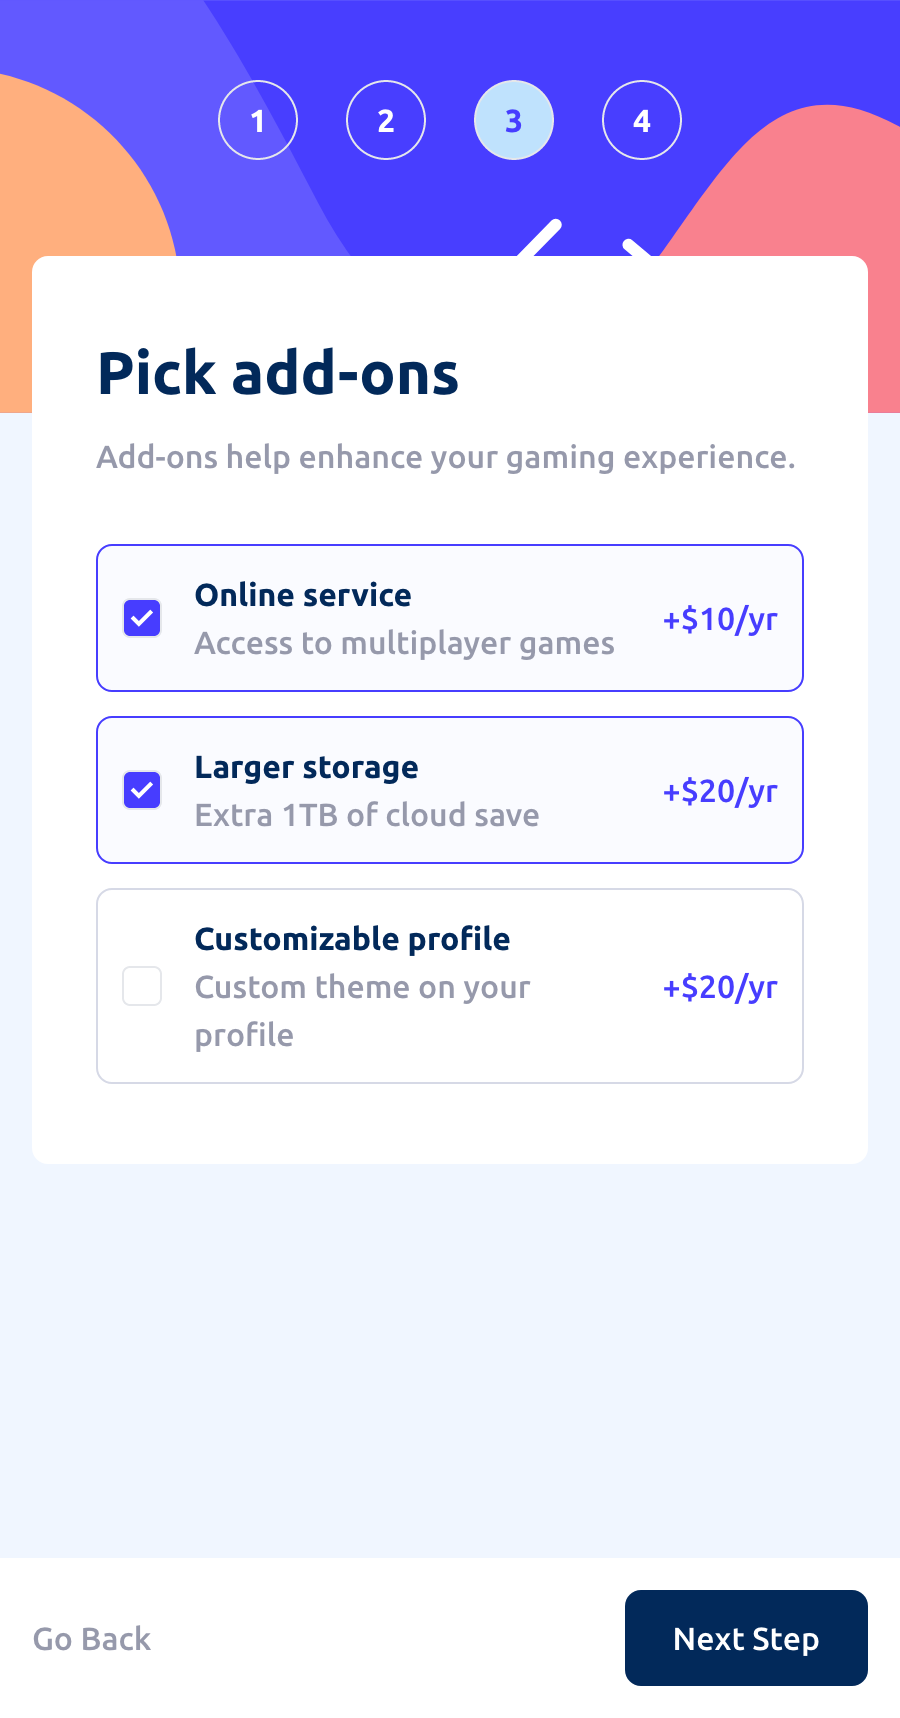 1 2 3 4
Pick add-ons
Add-ons help enhance your gaming experience.
Online service
Access to multiplayer games
+$10/yr
Larger storage
Extra 1TB of cloud save
+$20/yr
Customizable profile
Custom theme on your
profile
+$20/yr
Go Back
Next Step